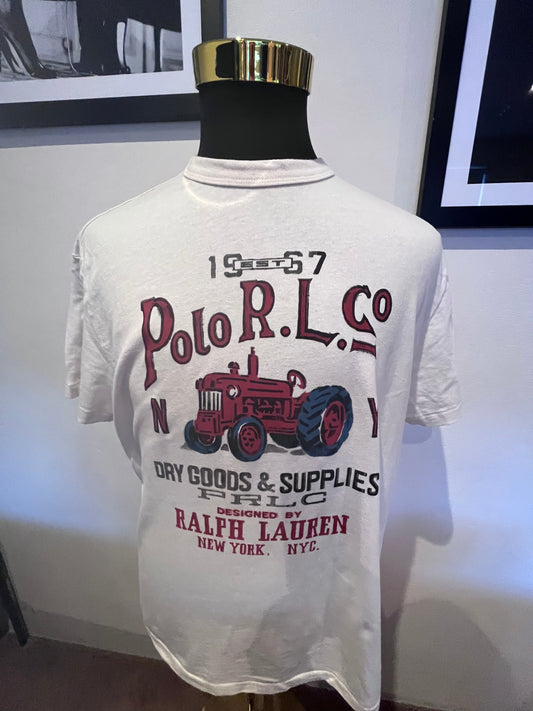 19 EST 67
Polo R.L.Co
N Y
DRY GOODS & SUPPLIES
PRLC
DESIGNED BY
RALPH LAUREN
NEW YORK, NYC.